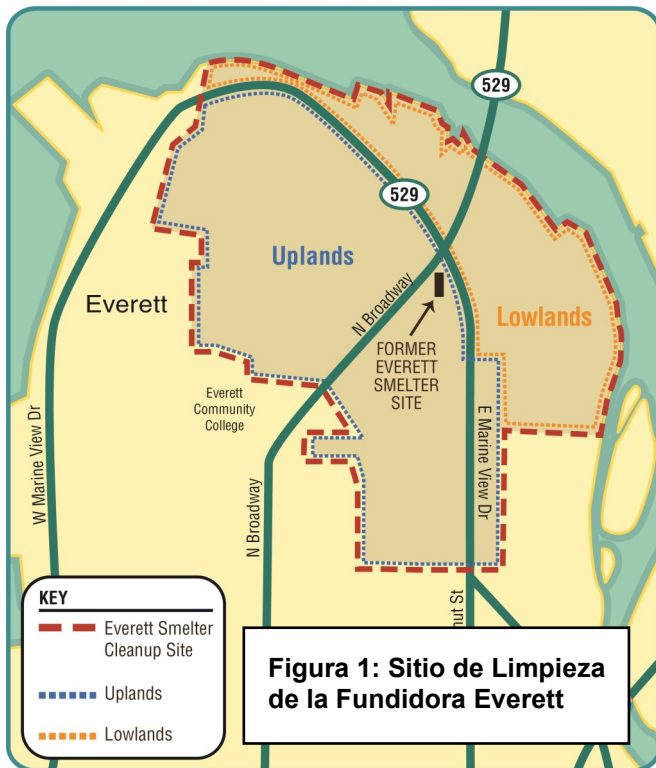 529
529
Uplands
Everett
N Broadway
Lowlands
FORMER
EVERETT
SMELTER
SITE
Everett
Community
College
W Marine View Dr
N Broadway
E Marine View Dr
KEY
Everett Smelter
Cleanup Site
Uplands
Lowlands
nut St
Figura 1: Sitio de Limpieza
de la Fundidora Everett